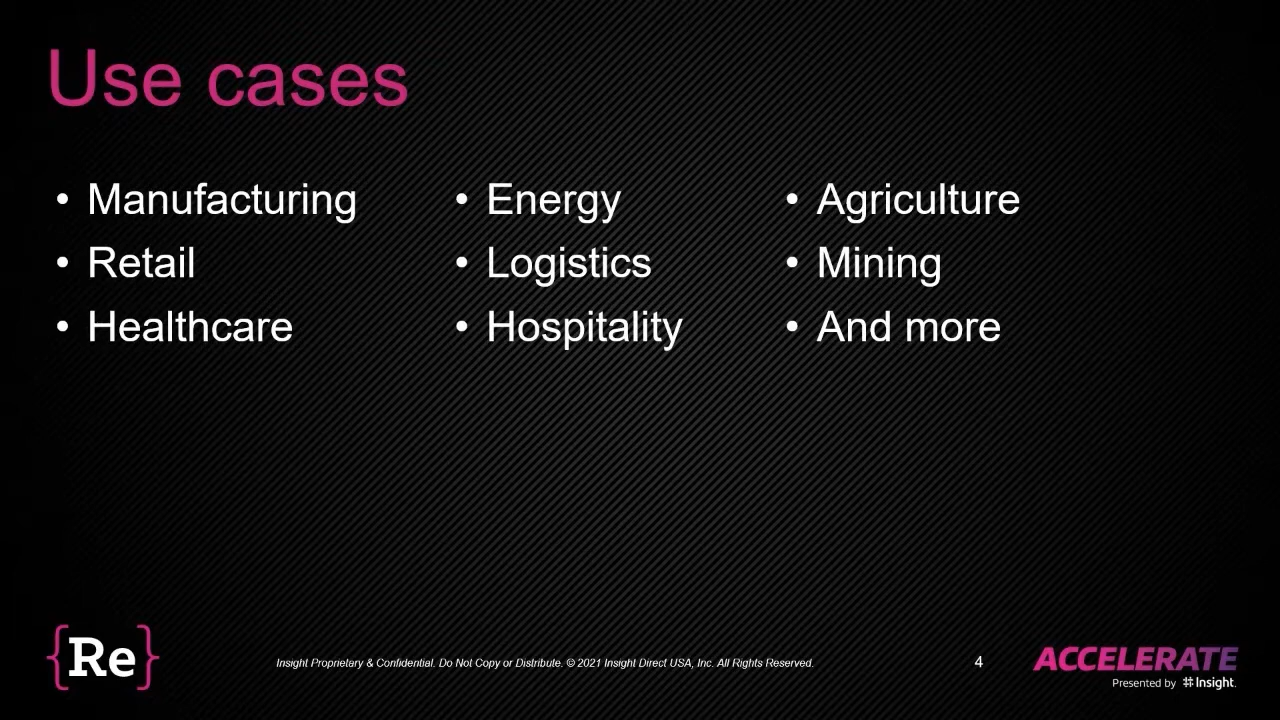 Use cases
• Manufacturing
• Retail
• Healthcare
• Energy
• Logistics
• Hospitality
• Agriculture
• Mining
• And more
{Re}
Insight Proprietary & Confidential. Do Not Copy or Distribute. © 2021 Insight Direct USA, Inc. All Rights Reserved.
4
ACCELERATE
Presented by Insight.